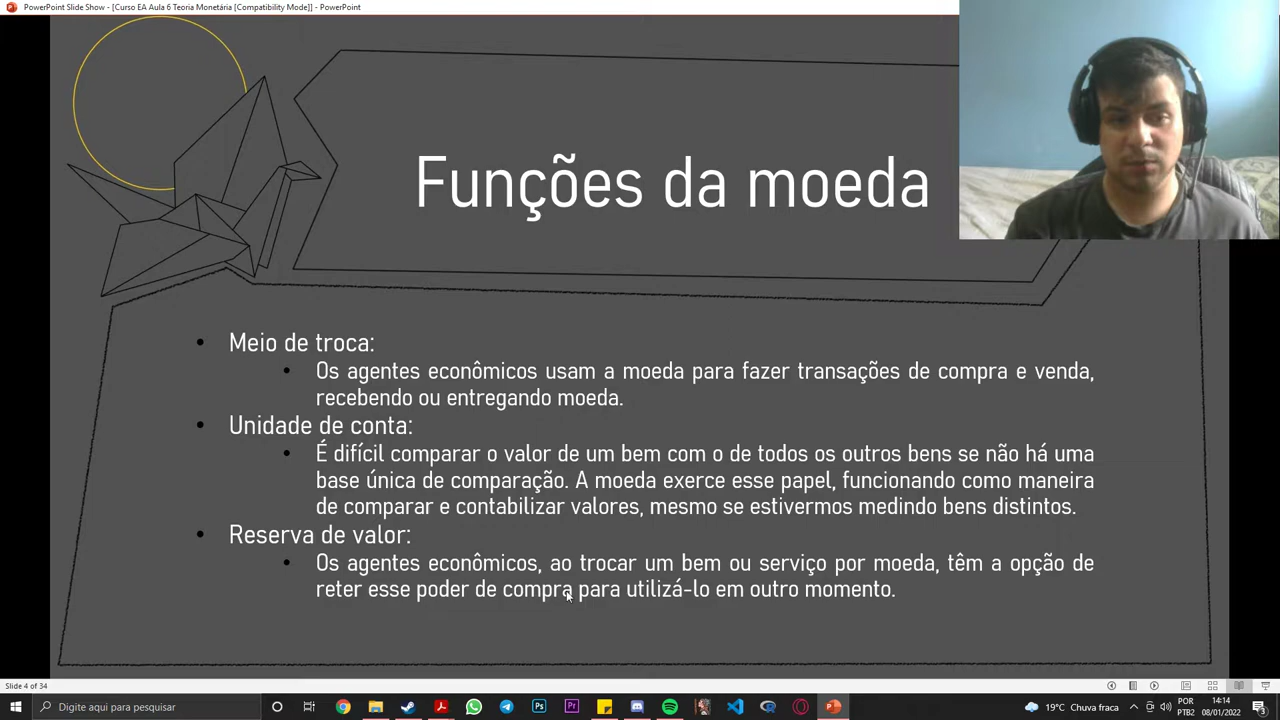 PowerPoint Slide Show - [Curso EA Aula 6 Teoria Monetária [Compatibility Mode]] - PowerPoint
Funções da moeda
• Meio de troca:
• Os agentes econômicos usam a moeda para fazer transações de compra e venda,
recebendo ou entregando moeda.
• Unidade de conta:
• É difícil comparar o valor de um bem com o de todos os outros bens se não há uma
base única de comparação. A moeda exerce esse papel, funcionando como maneira
de comparar e contabilizar valores, mesmo se estivermos medindo bens distintos.
• Reserva de valor:
• Os agentes econômicos, ao trocar um bem ou serviço por moeda, têm a opção de
reter esse poder de compra para utilizá-lo em outro momento.
Slide 4 of 34
Digite aqui para pesquisar
Ps
Pr
19°C Chuva fraca
POR
PTB2
14:14
08/01/2022